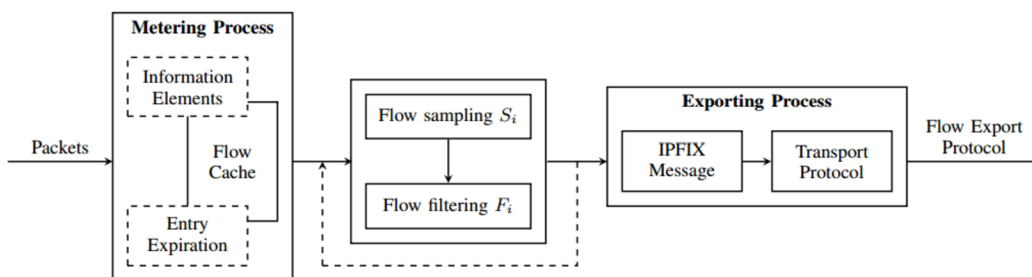 Metering Process
Information
Elements
Packets
Flow
Cache
Entry
Expiration
Flow sampling Si
Flow filtering Fi
Exporting Process
IPFIX
Message
Transport
Protocol
Flow Export
Protocol